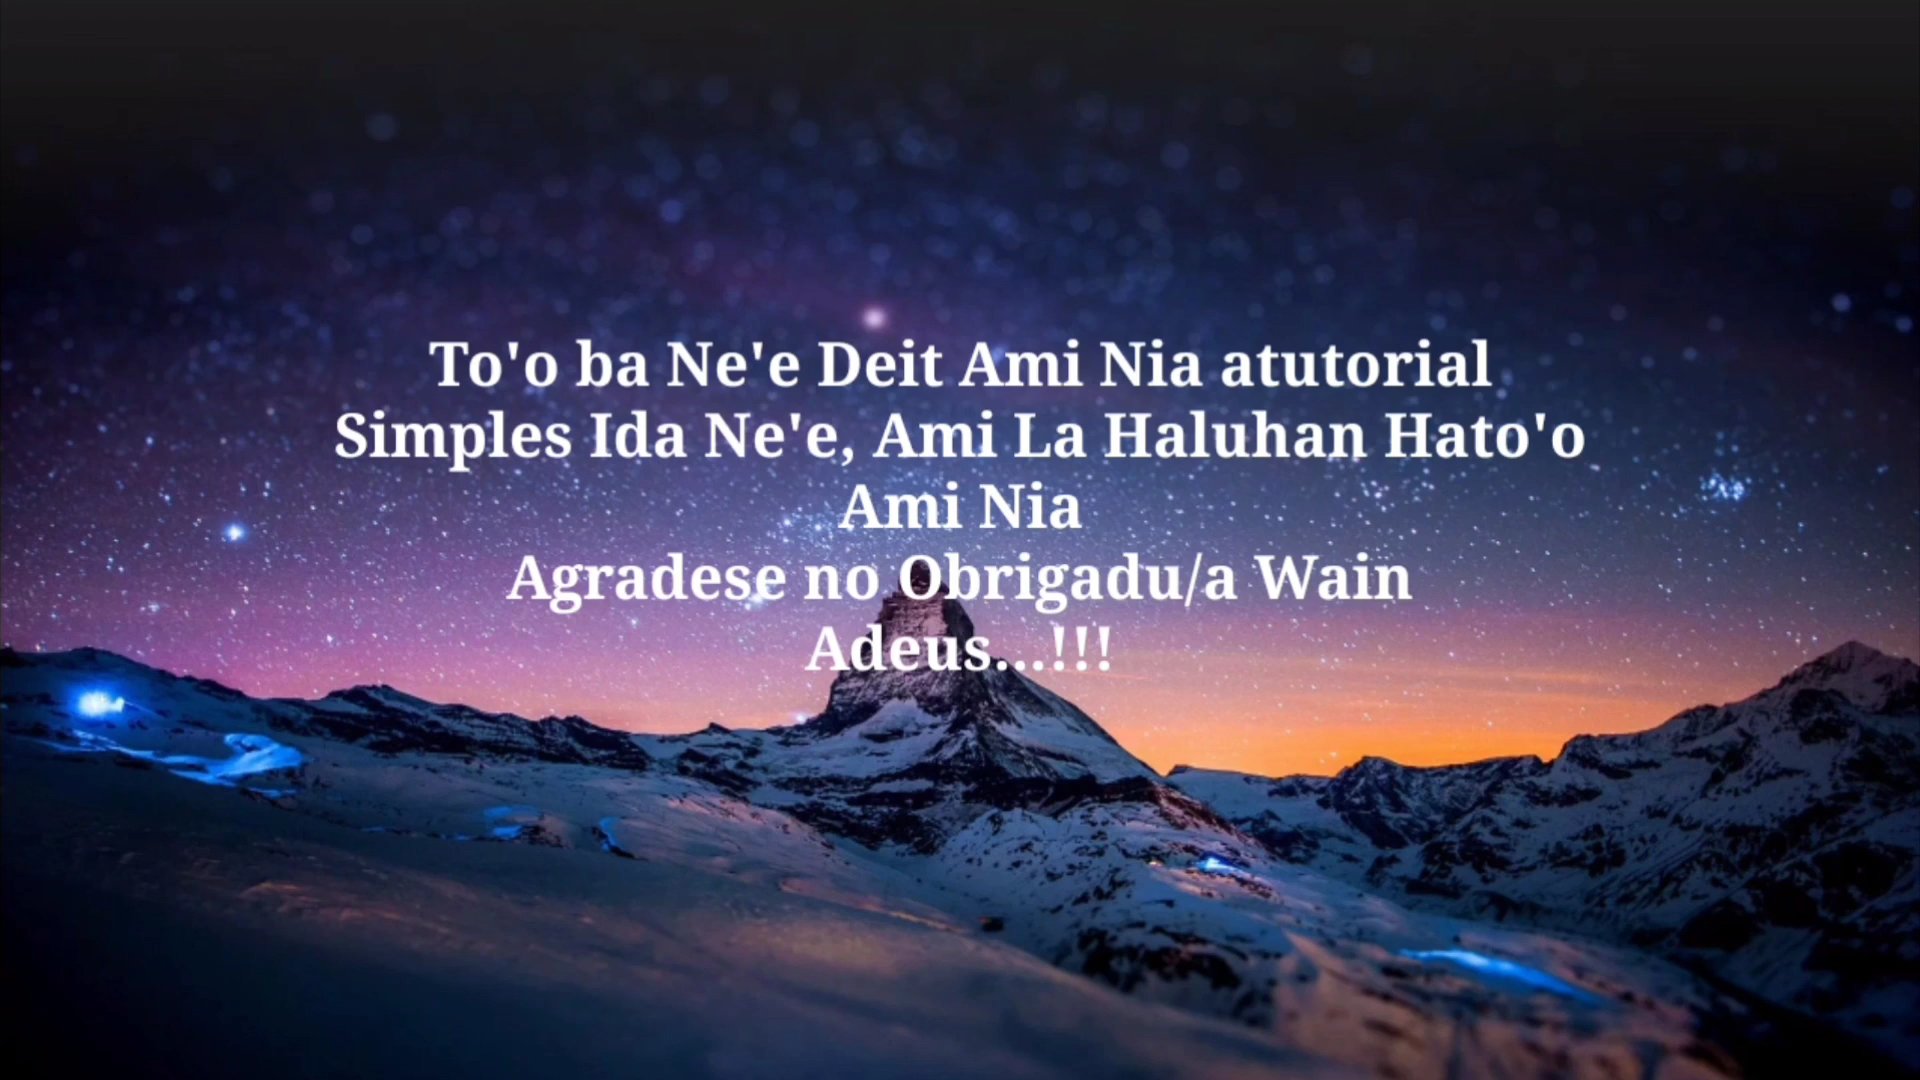 To'o ba Ne'e Deit Ami Nia atutorial
Simples Ida Ne'e, Ami La Haluhan Hato'o
Ami Nia
Agradese no Obrigadu/a Wain
Adeus...!!!